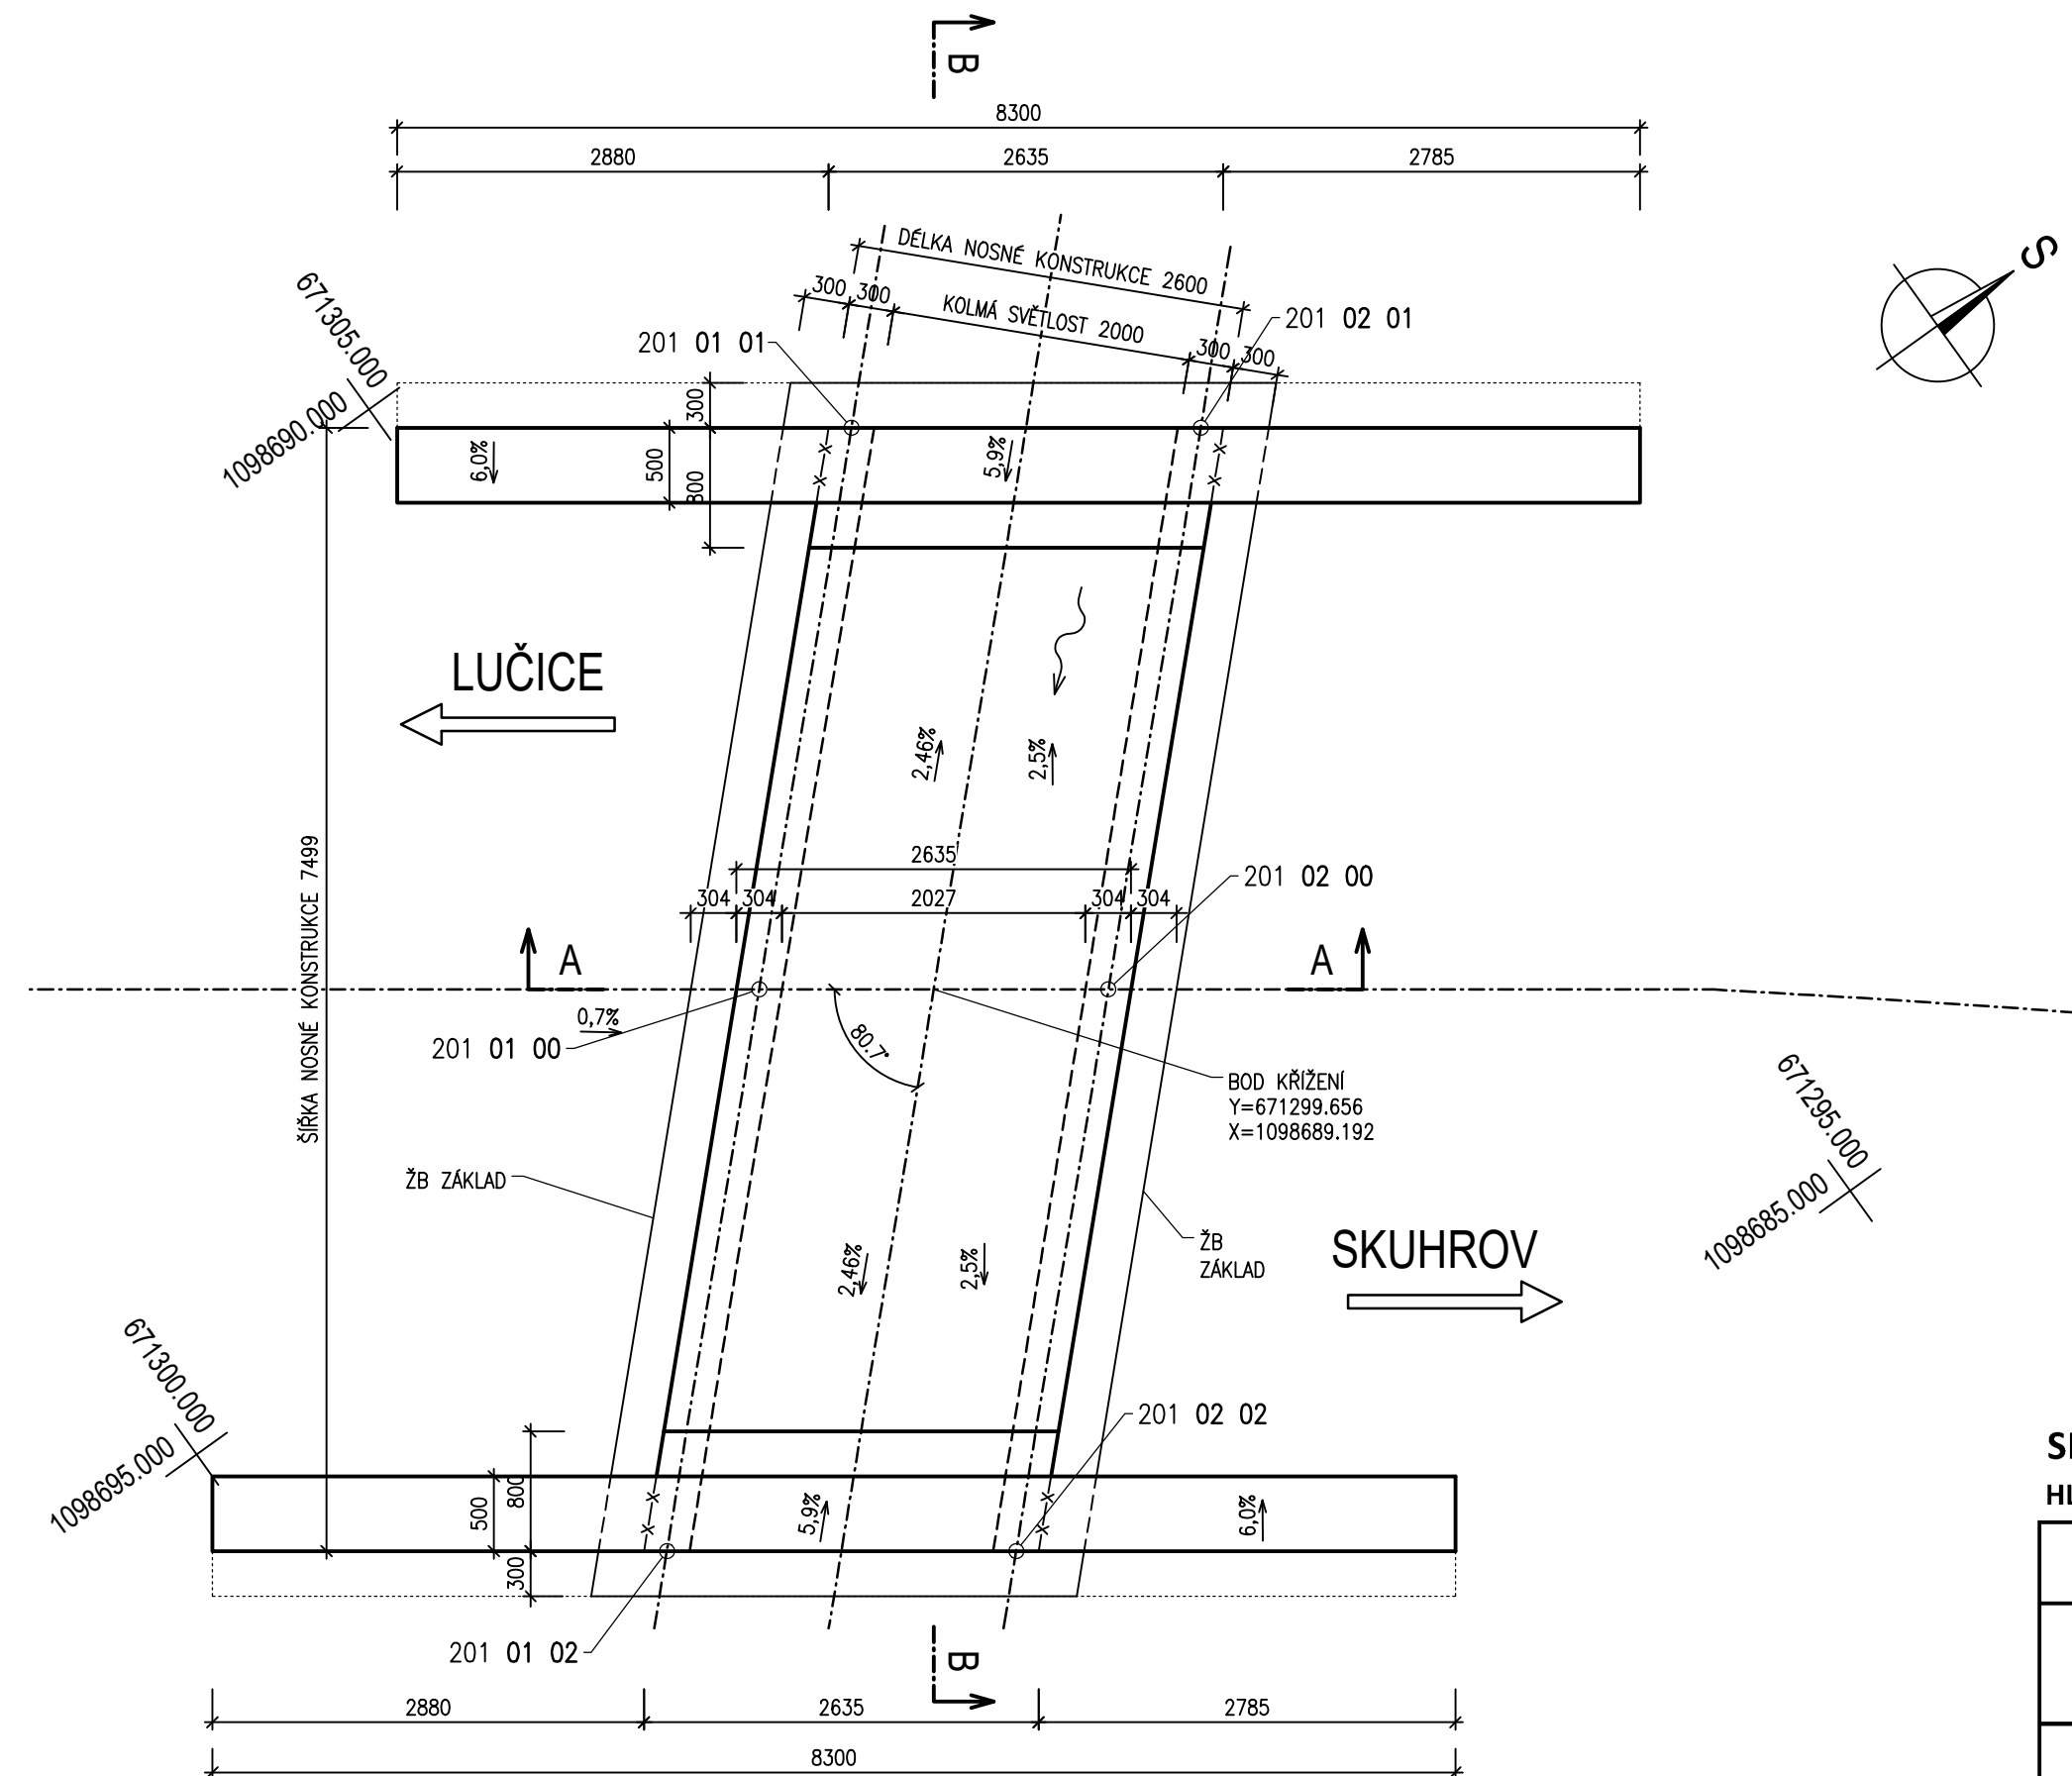 B
8300
2880
2635
2785
DÉLKA NOSNÉ KONSTRUKCE 2600
300
300
KOLMÁ SVĚTLOST 2000
300
300
S
671305.000
1098690.000
201 01 01
201 02 01
300
6,0%
500
800
5,9%
LUČICE
2,46%
2,5%
2635
304
304
2027
304
304
201 02 00
ŠÍŘKA NOSNÉ KONSTRUKCE 7499
A
A
0,7%
201 01 00
80.7°
BOD KŘÍŽENÍ
Y=671299.656
X=1098689.192
671295.000
1098685.000
ŽB ZÁKLAD
ŽB
ZÁKLAD
SKUHROV
2,46%
2,5%
671300.000
1098695.000
201 02 02
500
800
5,9%
6,0%
300
201 01 02
B
2880
2635
2785
8300